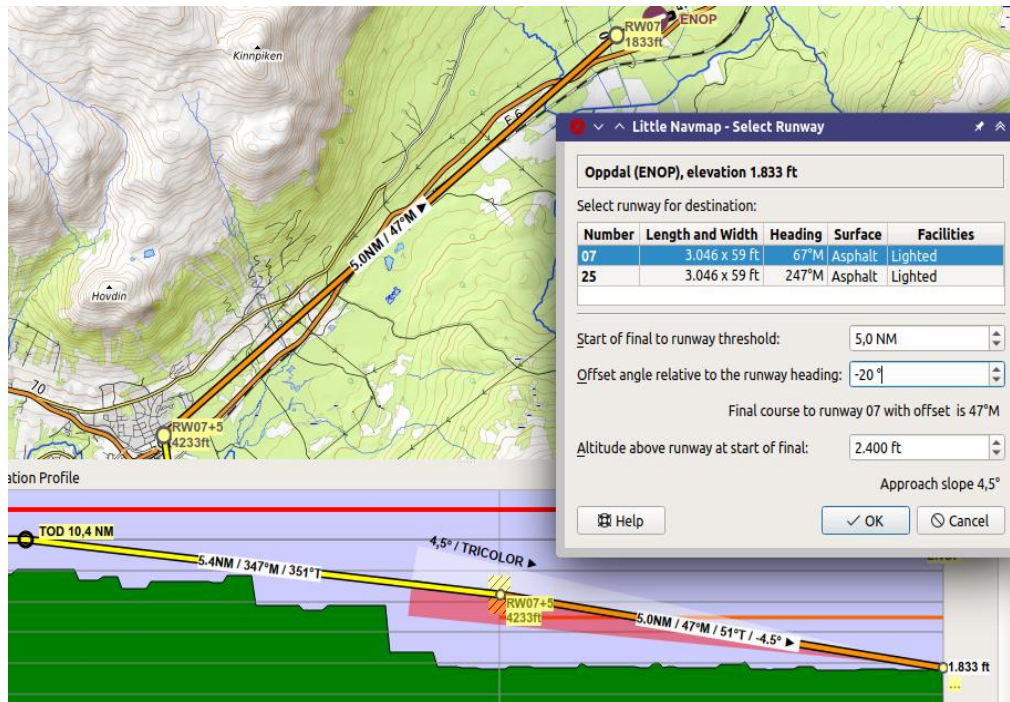 RW07
1833ft
ENOP
Kinnpiken
E 6
5.0NM / 47°M ►
Hovdin
70
RW07+5
4233ft
Little Navmap - Select Runway
Oppdal (ENOP), elevation 1.833 ft
Select runway for destination:
Number Length and Width Heading Surface Facilities
07 3.046 x 59 ft 67°M Asphalt Lighted
25 3.046 x 59 ft 247°M Asphalt Lighted
Start of final to runway threshold: 5,0 NM
Offset angle relative to the runway heading: -20 °
Final course to runway 07 with offset is 47°M
Altitude above runway at start of final: 2.400 ft
Approach slope 4,5°
Help OK Cancel
ation Profile
TOD 10,4 NM
4,5° / TRICOLOR ►
5.4NM / 347°M / 351°T
RW07+5
4233ft
5.0NM / 47°M / 51°T / -4.5° ►
1.833 ft
...